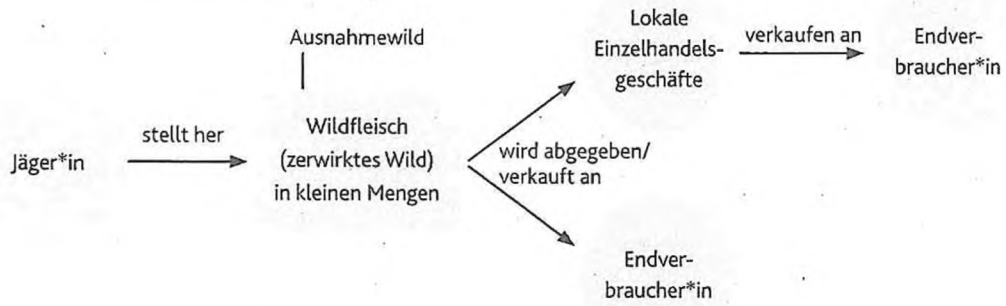 Ausnahmewild
Jäger*in
stellt her
Wildfleisch
(zerwirktes Wild)
in kleinen Mengen
wird abgegeben/
verkauft an
Lokale
Einzelhandels-
geschäfte
verkaufen an
Endver-
braucher*in
Endver-
braucher*in